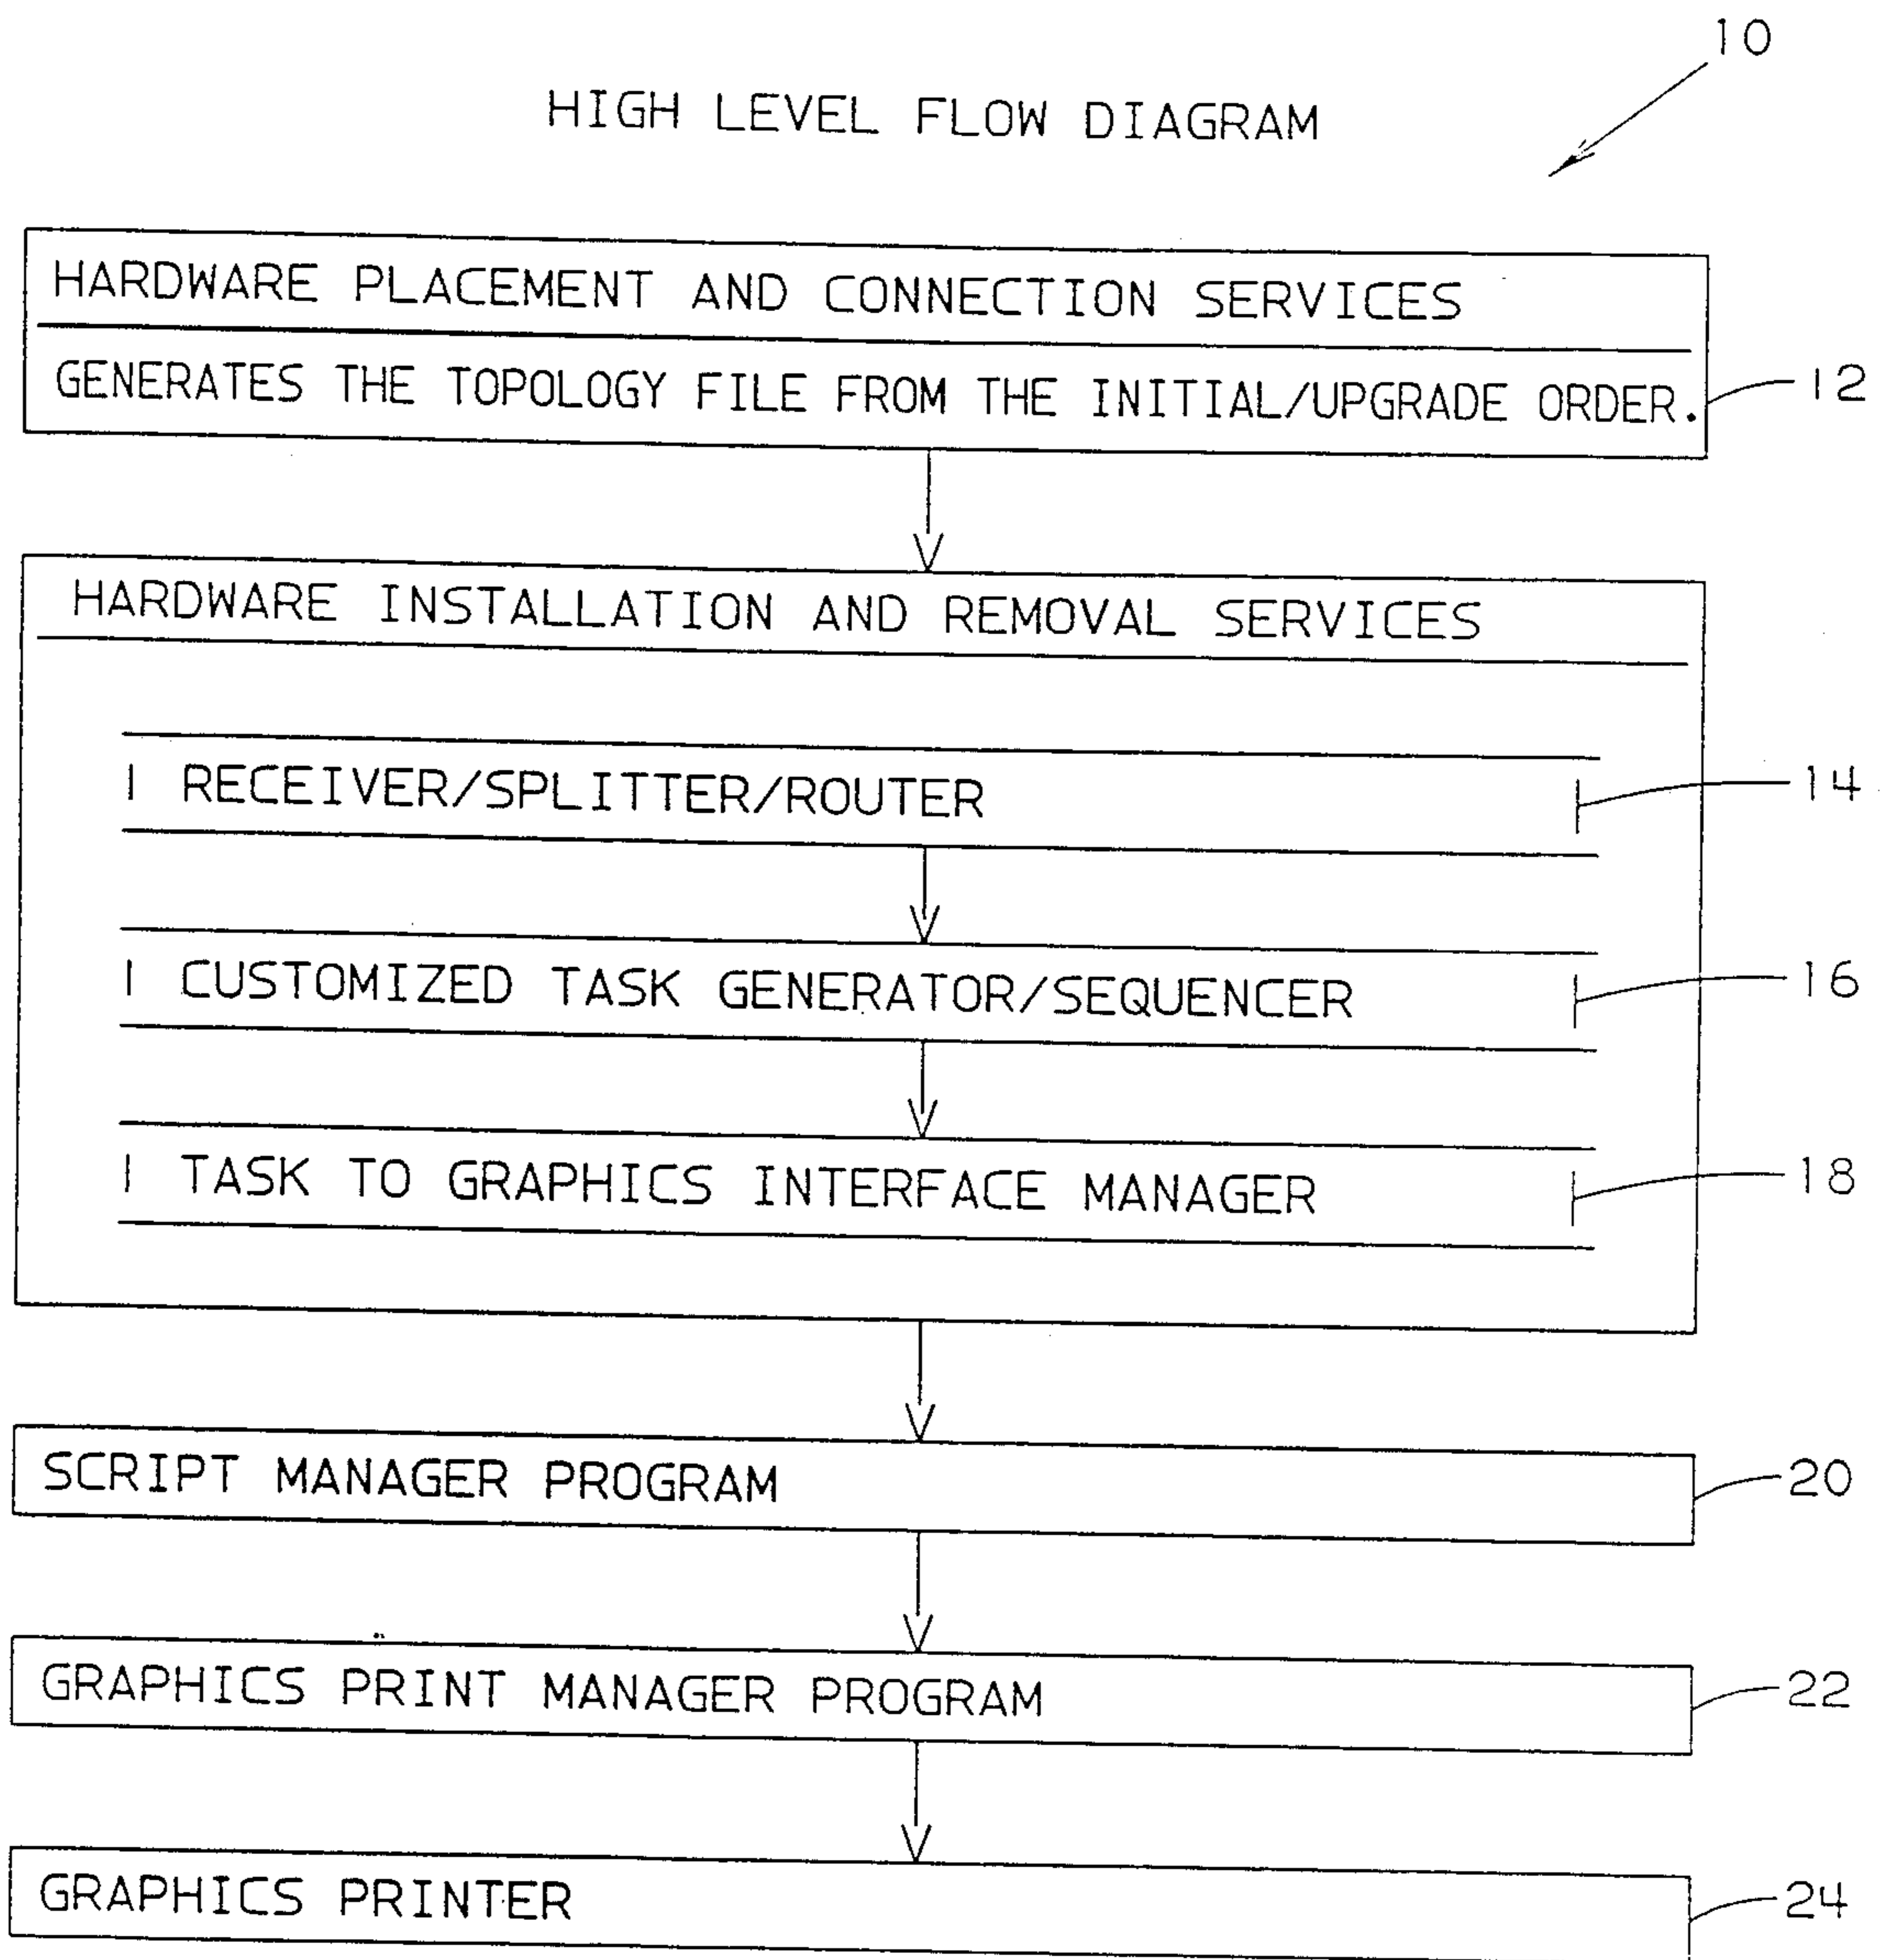 10
HIGH LEVEL FLOW DIAGRAM
HARDWARE PLACEMENT AND CONNECTION SERVICES
GENERATES THE TOPOLOGY FILE FROM THE INITIAL/UPGRADE ORDER.
12
HARDWARE INSTALLATION AND REMOVAL SERVICES
RECEIVER/SPLITTER/ROUTER
14
CUSTOMIZED TASK GENERATOR/SEQUENCER
16
TASK TO GRAPHICS INTERFACE MANAGER
18
SCRIPT MANAGER PROGRAM
20
GRAPHICS PRINT MANAGER PROGRAM
22
GRAPHICS PRINTER
24